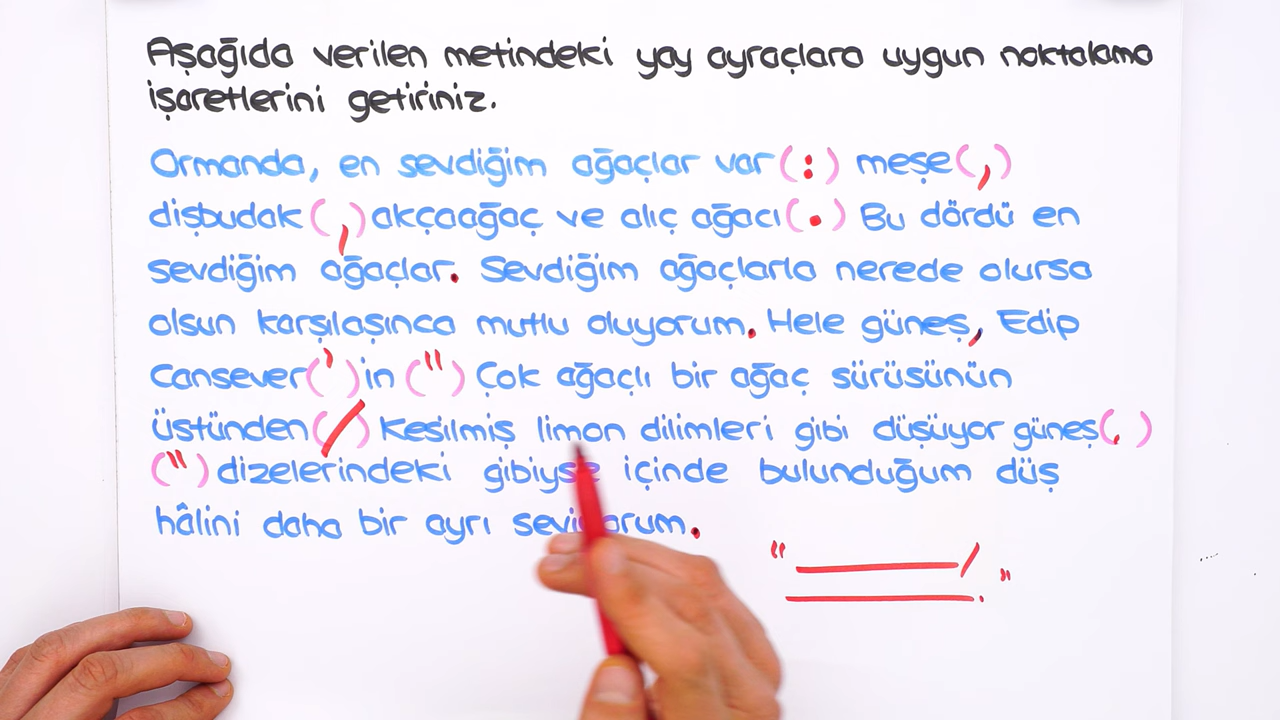 Aşağıda verilen metindeki yay ayraçlara uygun noktalama
işaretlerini getiriniz.
Ormanda, en sevdiğim ağaçlar var(:) meşe(,)
dişbudak(,) akçaağaç ve alıç ağacı(.) Bu dördü en
sevdiğim ağaçlar. Sevdiğim ağaçlarla nerede olursa
olsun karşılaşınca mutlu oluyorum. Hele güneş, Edip
Cansever(')in (") Çok ağaçlı bir ağaç sürüsünün
üstünden(/) Kesilmiş limon dilimleri gibi düşüyor güneş(.)
(") dizelerindeki gibiyse içinde bulunduğum düş
hâlini daha bir ayrı seviyorum.
" /
. "